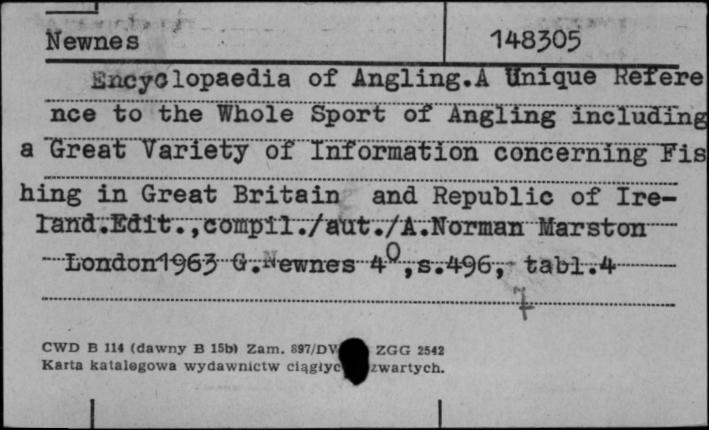 Newnes 148305
Encyclopaedia of Angling.A Unique Refere
nce to the Whole Sport of Angling including
a Great Variety of Information concerning Fis
hing in Great Britain and Republic of Ire-
land.Edit.,compil./aut./A.Norman Marston
London1963 G.Newnes 4º,s.496, tabl.4
CWD B 114 (dawny B 15b) Zam. 897/DW ZGG 2542
Karta katalogowa wydawnictw zwartych.